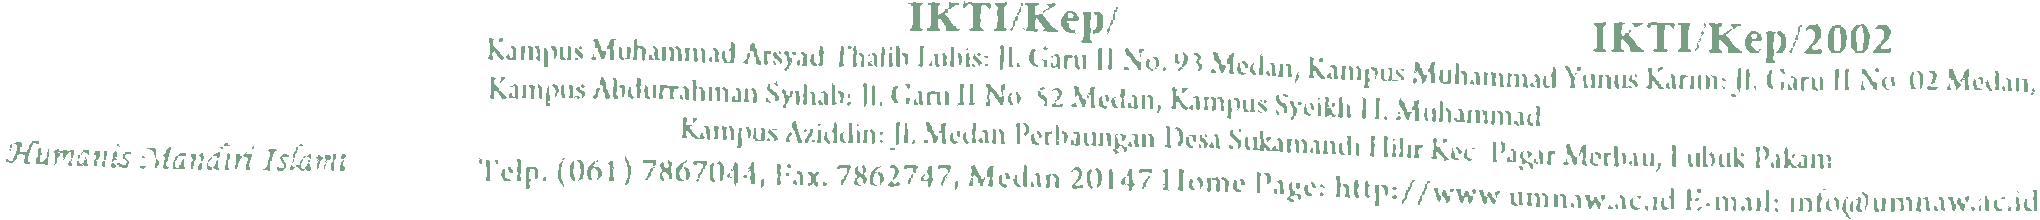 IKTI/Kep/ IKTI/Kep/2002
Kampus Muhammad Arsyad Thalib Lubis: Jl. Garu II No. 93 Medan, Kampus Muhammad Yunus Karim: Jl. Garu II No 02 Medan,
Kampus Abdurrahman Syihab: Jl. Garu II No 52 Medan, Kampus Syeikh H. Muhammad
Kampus Aziddin: Jl. Medan Perbaungan Desa Sukamandi Hilir Kec Pagar Merbau, Lubuk Pakam
Humanis Mandiri Islami
Telp. (061) 7867044, Fax. 7862747, Medan 20147 Home Page: http://www.umnaw.ac.id E-mail: info@umnaw.ac.id